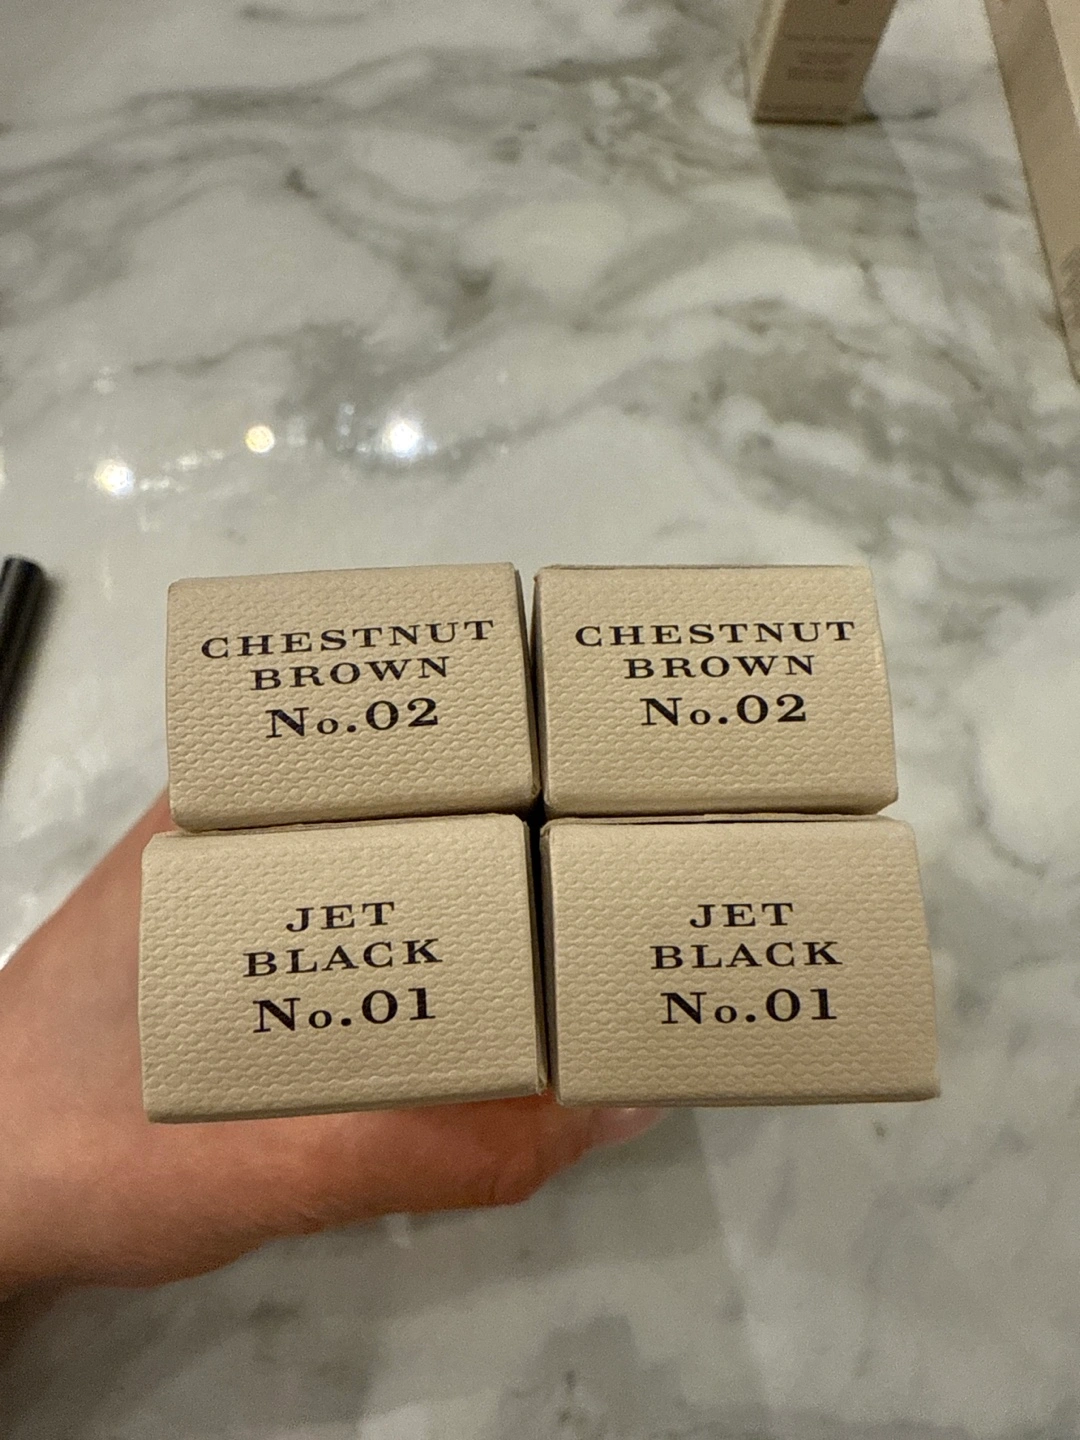 CHESTNUT
BROWN
No.02
CHESTNUT
BROWN
No.02
JET
BLACK
No.01
JET
BLACK
No.01